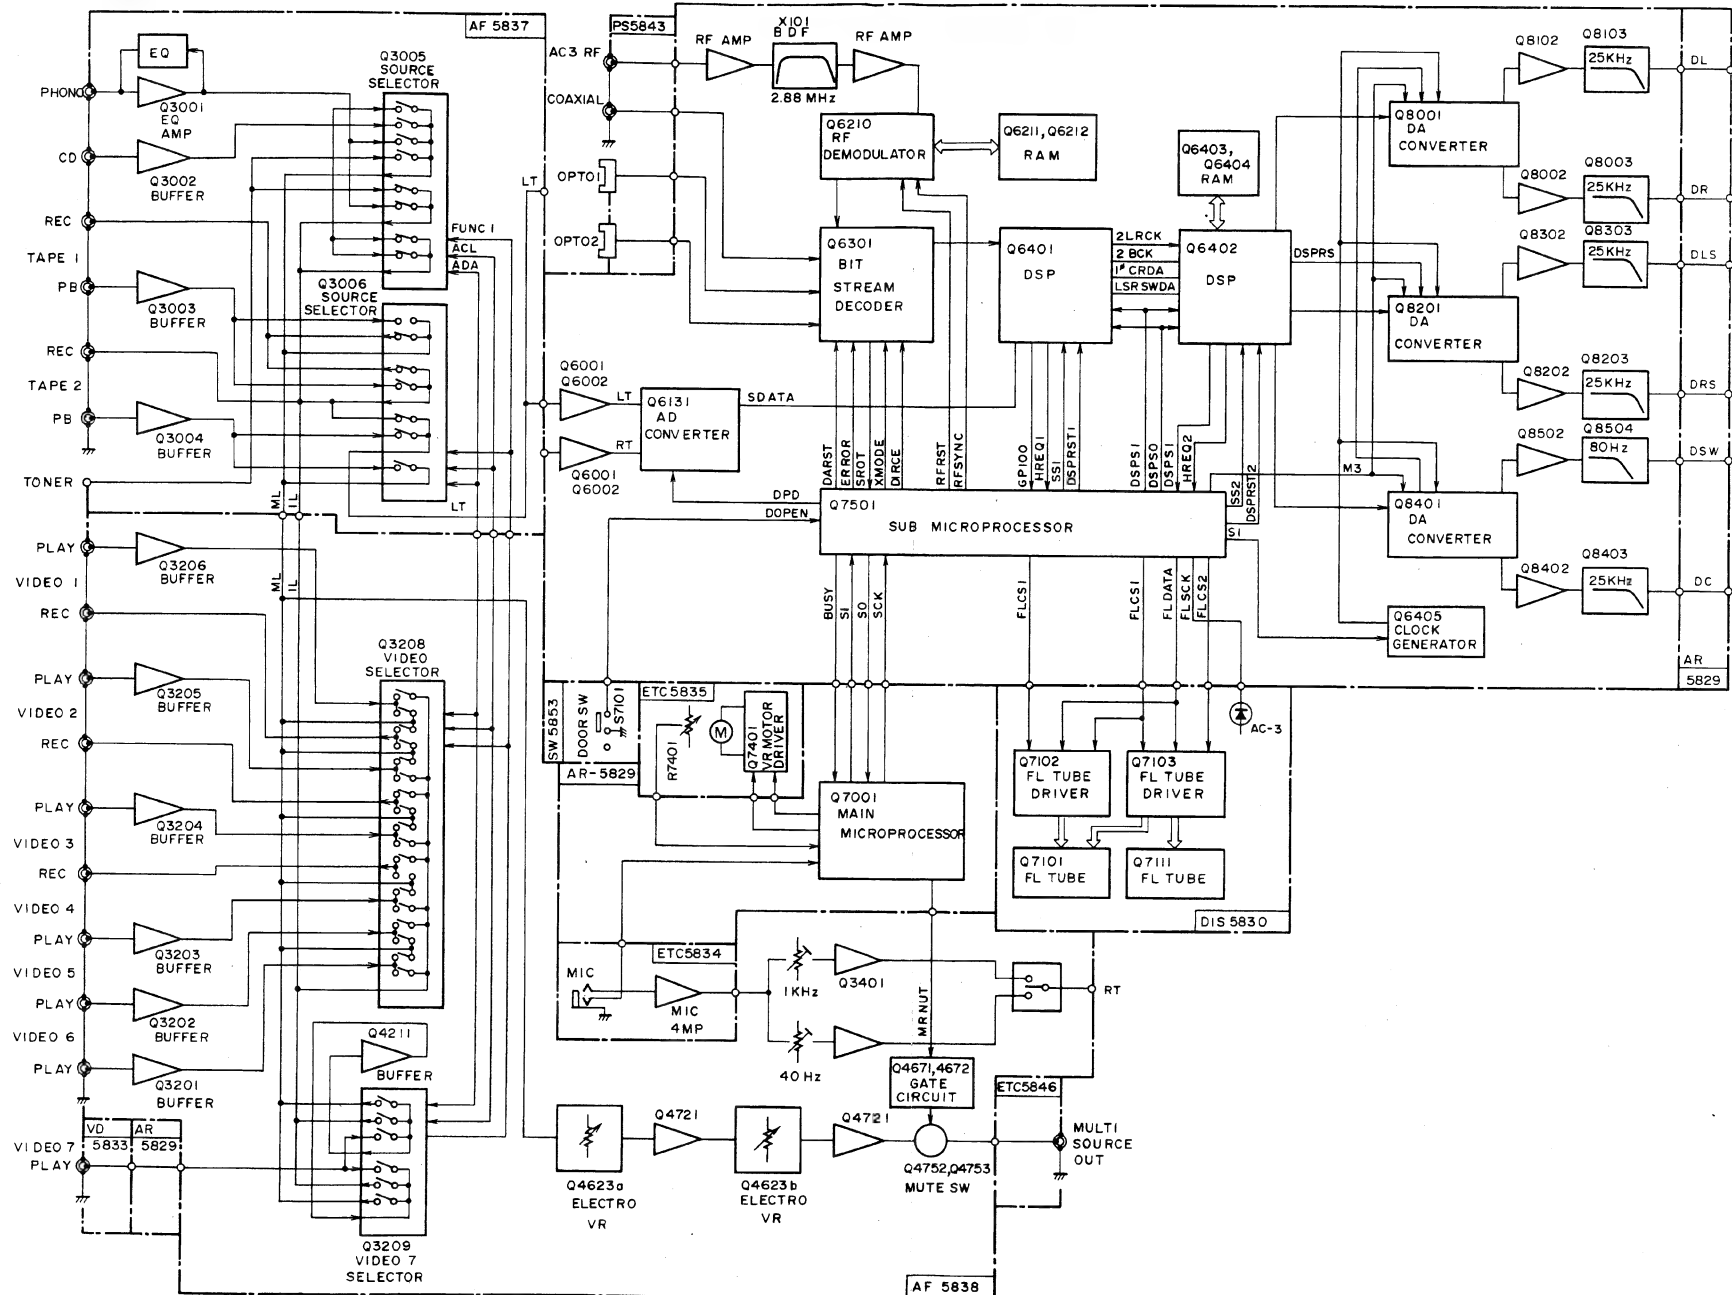 AF 5837
PS5843
EQ
PHONO
Q3001
EQ
AMP
CD
Q3002
BUFFER
REC
TAPE 1
PB
Q3003
BUFFER
REC
TAPE 2
PB
Q3004
BUFFER
TONER
Q3005
SOURCE
SELECTOR
FUNC 1
ACL
ADA
Q3006
SOURCE
SELECTOR
ML
IL
LT
LT
PLAY
Q3206
BUFFER
VIDEO 1
REC
PLAY
Q3205
BUFFER
VIDEO 2
REC
PLAY
Q3204
BUFFER
VIDEO 3
REC
VIDEO 4
PLAY
Q3203
BUFFER
VIDEO 5
PLAY
Q3202
BUFFER
VIDEO 6
PLAY
Q3201
BUFFER
VIDEO 7
PLAY
VD
5833
AR
5829
ML
IL
Q3208
VIDEO
SELECTOR
Q4211
BUFFER
Q3209
VIDEO 7
SELECTOR
AC3 RF
COAXIAL
OPTO1
OPTO2
RF AMP
X101
BDF
2.88 MHz
RF AMP
Q6210
RF
DEMODULATOR
Q6211, Q6212
RAM
Q6301
BIT
STREAM
DECODER
Q6401
DSP
2LRCK
2 BCK
1# CRDA
LSRSWDA
Q6403,
Q6404
RAM
Q6402
DSP
DSPRS
Q6001
Q6002
LT
RT
Q6001
Q6002
Q6131
AD
CONVERTER
SDATA
DPD
DOPEN
DARST
ERROR
SROT
XMODE
DIRCE
RFRST
RFSYNC
GPIO0
HREQ1
SS1
DSPRST1
DSPS1
DSPS0
DSPS1
HREQ2
SS2
DSPRST2
M3
S1
Q7501
SUB MICROPROCESSOR
BUSY
SI
SO
SCK
FLCS1
FLCS1
FLDATA
FLSCK
FLCS2
Q8001
DA
CONVERTER
Q8102
Q8103
25KHz
DL
Q8002
Q8003
25KHz
DR
Q8201
DA
CONVERTER
Q8302
Q8303
25KHz
DLS
Q8202
Q8203
25KHz
DRS
Q8401
DA
CONVERTER
Q8502
Q8504
80Hz
DSW
Q8402
Q8403
25KHz
DC
Q6405
CLOCK
GENERATOR
AR
5829
SW5853
DOOR SW
S7101
ETC5835
R7401
M
Q7401
VR MOTOR
DRIVER
AR-5829
Q7001
MAIN
MICROPROCESSOR
AC-3
Q7102
FL TUBE
DRIVER
Q7103
FL TUBE
DRIVER
Q7101
FL TUBE
Q7111
FL TUBE
DIS 5830
ETC5834
MIC
MIC
4MP
1KHz
Q3401
40Hz
RT
MRNUT
Q4671,4672
GATE
CIRCUIT
ETC5846
Q4623a
ELECTRO
VR
Q4721
Q4623b
ELECTRO
VR
Q4721
Q4752,Q4753
MUTE SW
MULTI
SOURCE
OUT
AF 5838